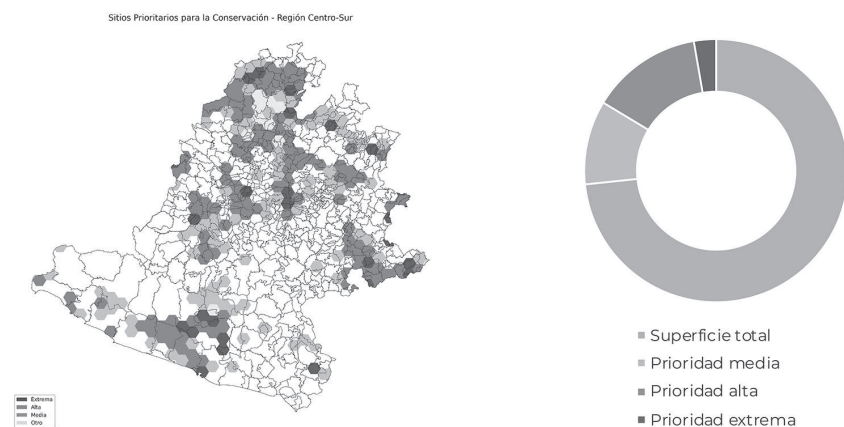 Sitios Prioritarios para la Conservación - Región Centro-Sur
Extrema
Alta
Media
Otro
Superficie total
Prioridad media
Prioridad alta
Prioridad extrema